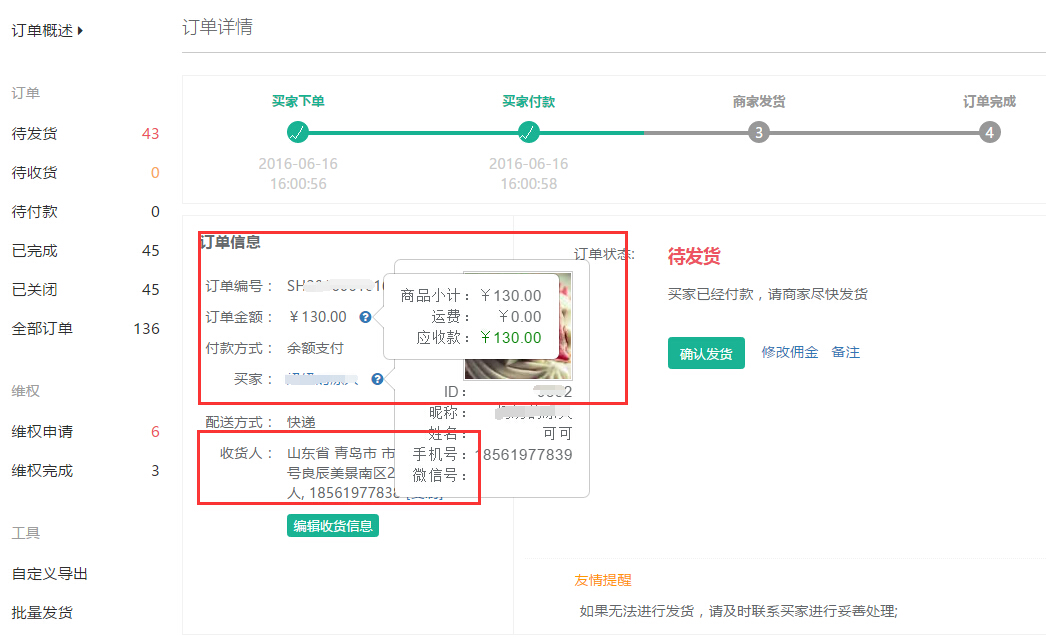 订单概述
订单详情
订单
待发货 43
待收货 0
待付款 0
已完成 45
已关闭 45
全部订单 136
维权
维权申请 6
维权完成 3
工具
自定义导出
批量发货
买家下单 买家付款 商家发货 订单完成
3 4
2016-06-16 2016-06-16
16:00:56 16:00:58
订单信息
订单编号：
订单金额： ￥130.00 ?
付款方式： 余额支付
买家： ?
配送方式： 快递
收货人： 山东省 青岛市 市
号良辰美景南区2
人, 1856197783
编辑收货信息
商品小计：￥130.00
运费： ￥0.00
应收款：￥130.00
ID：
昵称：
姓名： 可可
手机号：18561977839
微信号：
订单状态: 待发货
买家已经付款，请商家尽快发货
确认发货 修改佣金 备注
友情提醒
如果无法进行发货，请及时联系买家进行妥善处理;